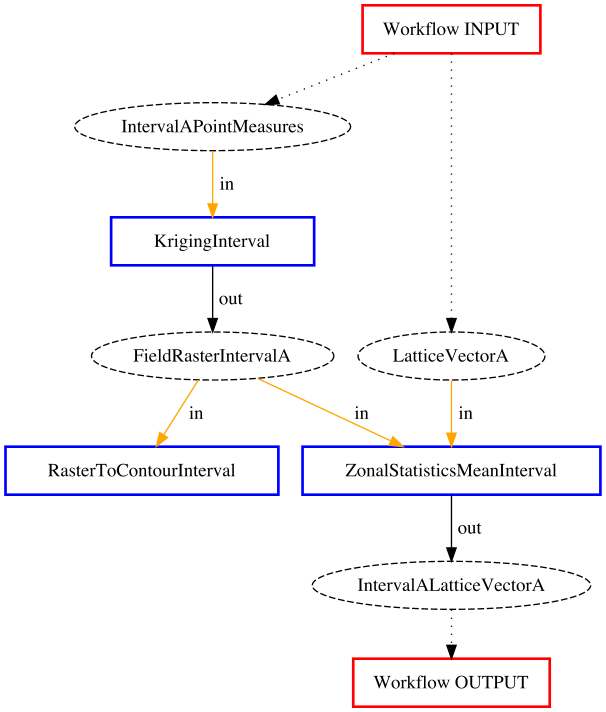 Workflow INPUT
IntervalAPointMeasures
in
KrigingInterval
out
FieldRasterIntervalA
LatticeVectorA
in
in
in
RasterToContourInterval
ZonalStatisticsMeanInterval
out
IntervalALatticeVectorA
Workflow OUTPUT